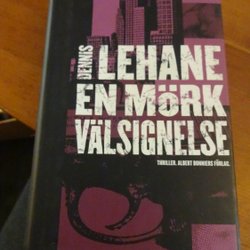 DENNIS
LEHANE
EN MÖRK
VÄLSIGNELSE
THRILLER. ALBERT BONNIERS FÖRLAG.